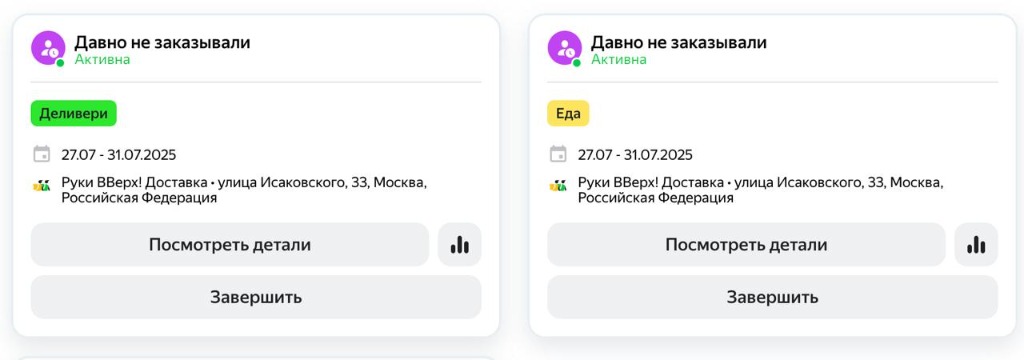 Давно не заказывали
Активна
Деливери
27.07 - 31.07.2025
Руки ВВерх! Доставка • улица Исаковского, 33, Москва,
Российская Федерация
Посмотреть детали
Завершить
Давно не заказывали
Активна
Еда
27.07 - 31.07.2025
Руки ВВерх! Доставка • улица Исаковского, 33, Москва,
Российская Федерация
Посмотреть детали
Завершить